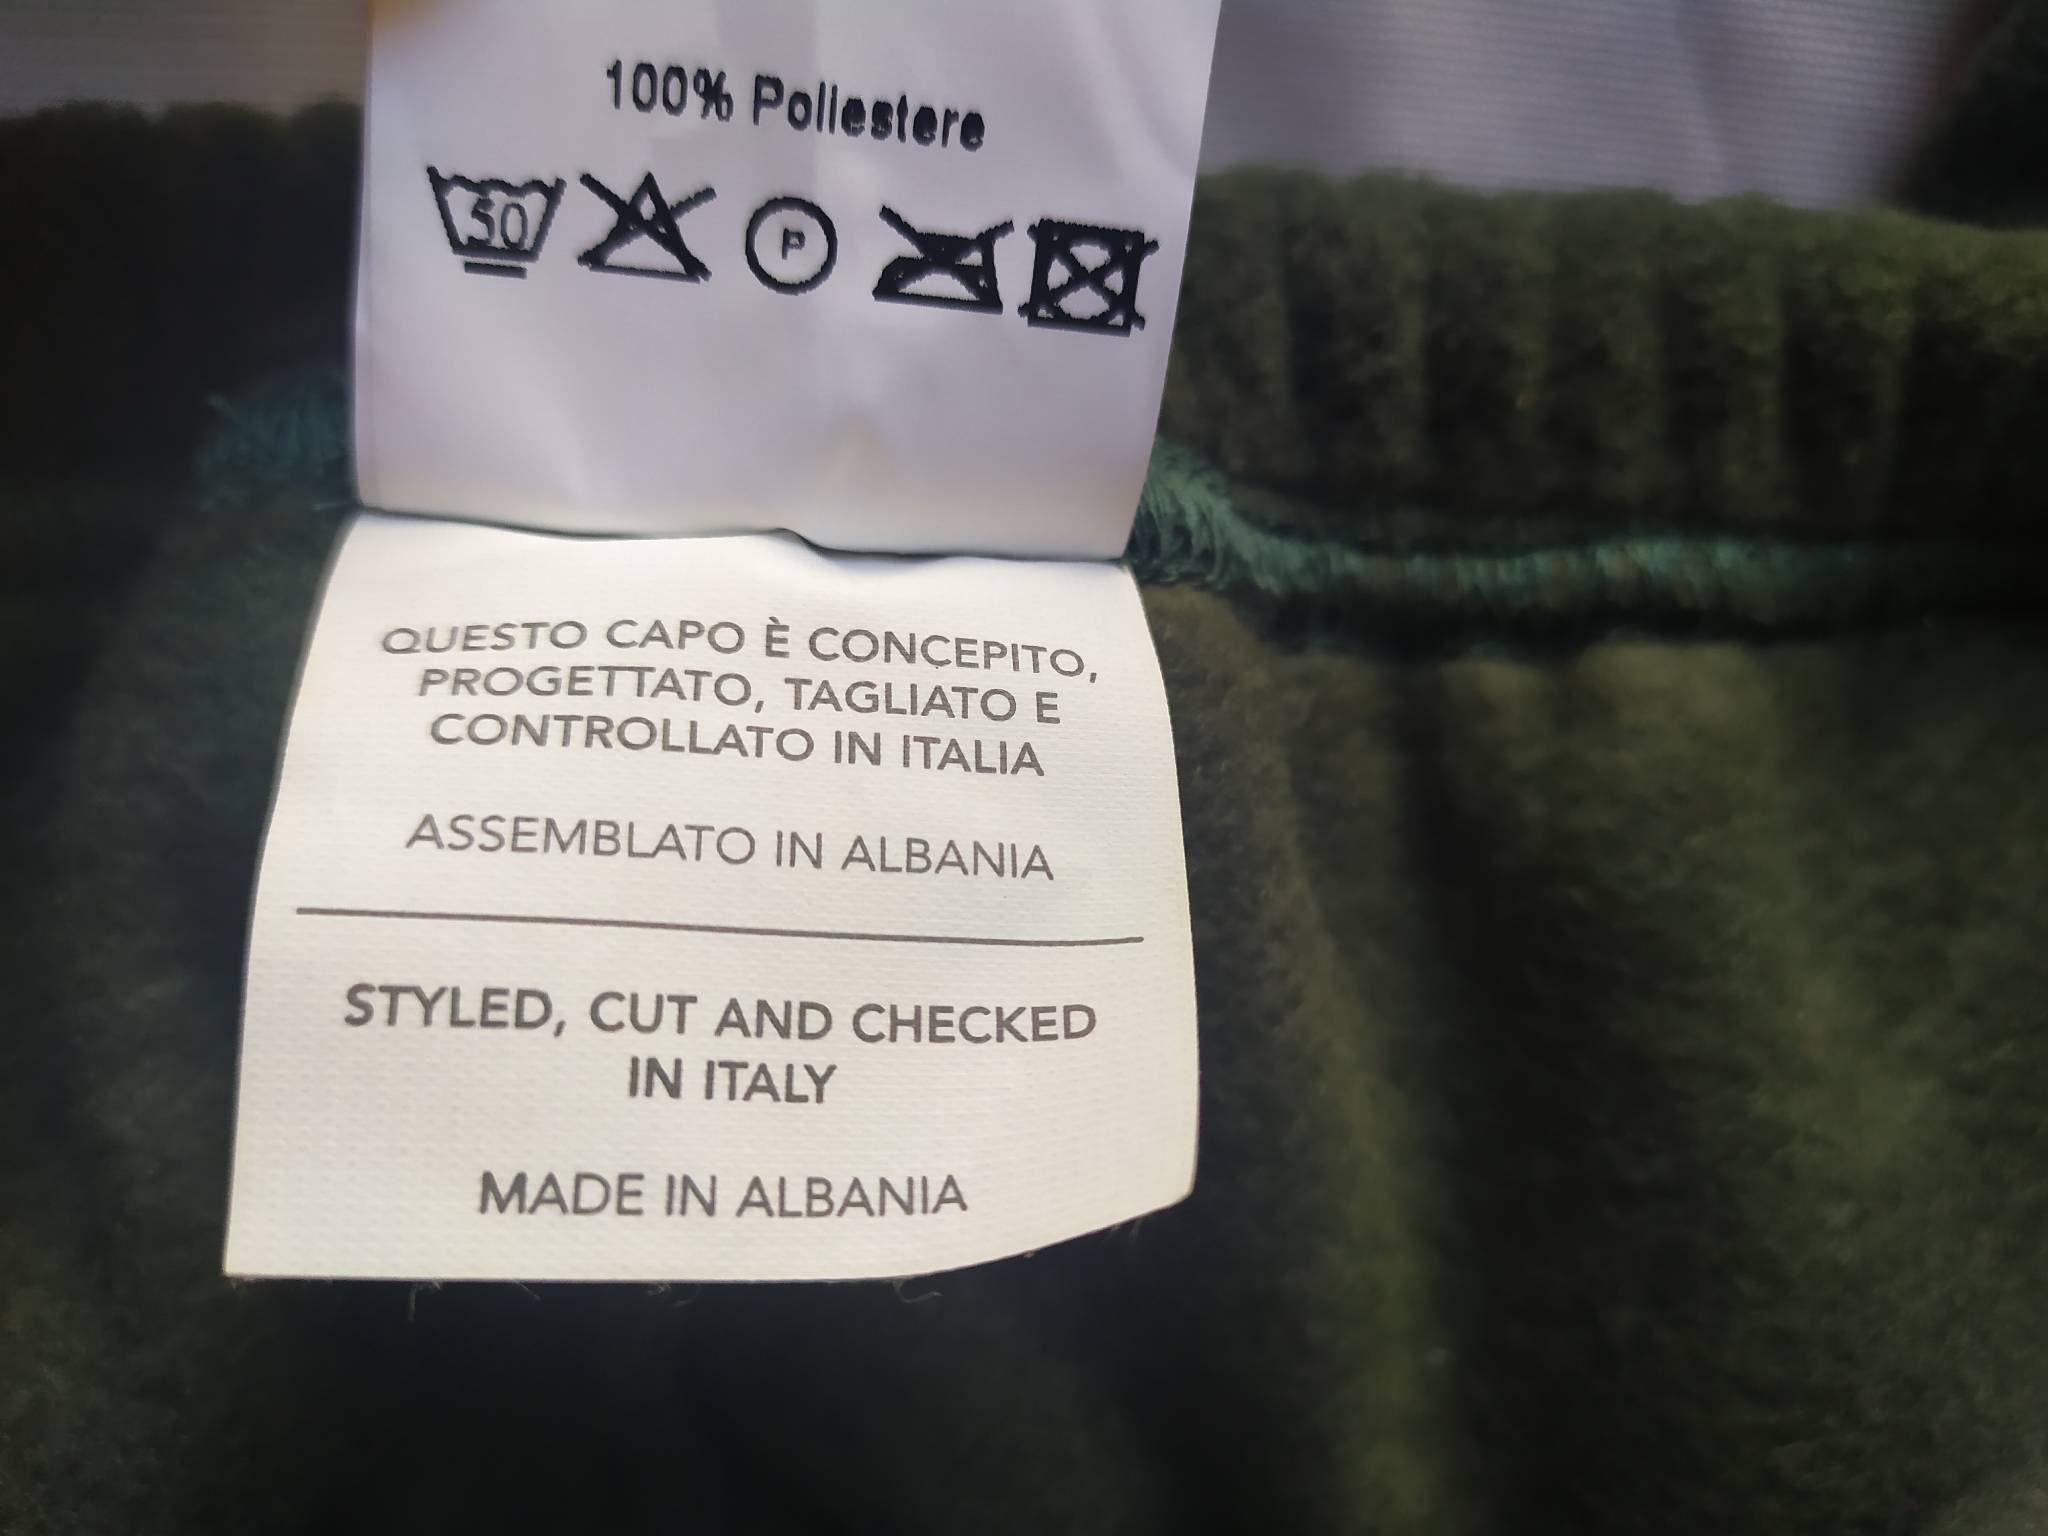 100% Poliestere
50
P
QUESTO CAPO È CONCEPITO,
PROGETTATO, TAGLIATO E
CONTROLLATO IN ITALIA
ASSEMBLATO IN ALBANIA
STYLED, CUT AND CHECKED
IN ITALY
MADE IN ALBANIA